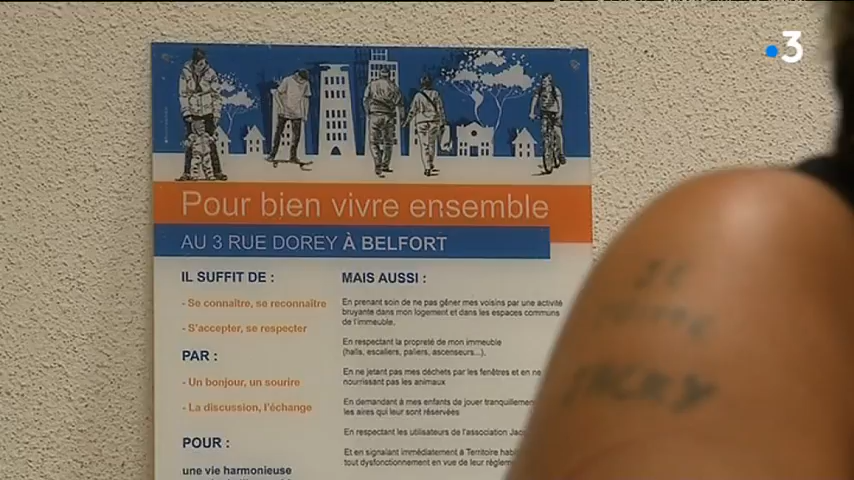 3
Pour bien vivre ensemble
AU 3 RUE DOREY À BELFORT
IL SUFFIT DE :
- Se connaître, se reconnaître
- S'accepter, se respecter
PAR :
- Un bonjour, un sourire
- La discussion, l'échange
POUR :
une vie harmonieuse
MAIS AUSSI :
En prenant soin de ne pas gêner mes voisins par une activité
bruyante dans mon logement et dans les espaces communs
de l'immeuble.
En respectant la propreté de mon immeuble
(halls, escaliers, paliers, ascenseurs...),
En ne jetant pas mes déchets par les fenêtres et en ne
nourrissant pas les animaux
En demandant à mes enfants de jouer tranquillement
les aires qui leur sont réservées
En respectant les utilisateurs de l'association
Et en signalant immédiatement à Territoire
tout dysfonctionnement en vue de leur